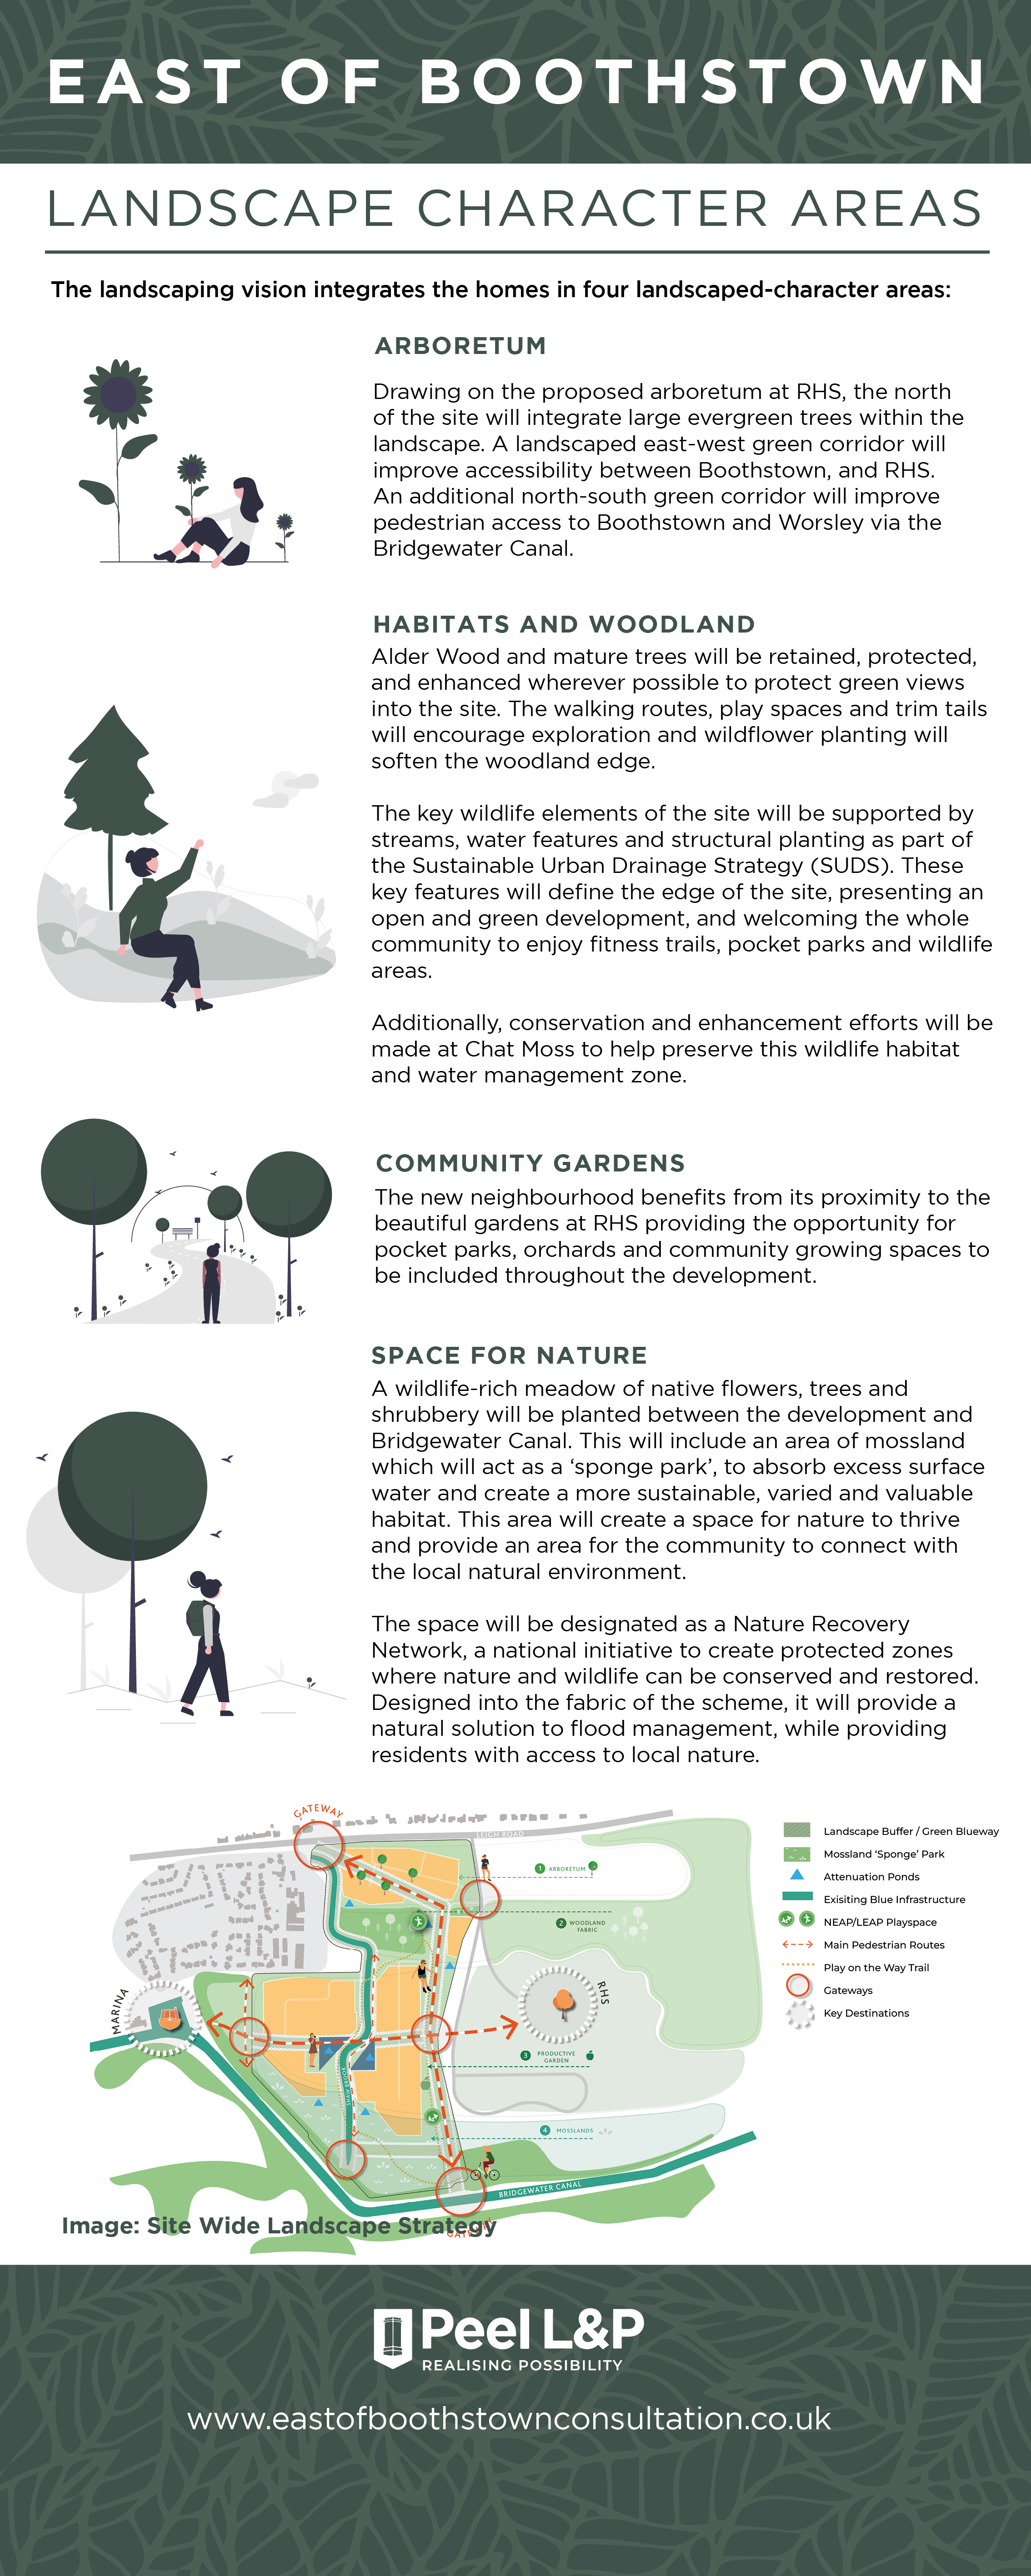 EAST OF BOOTHSTOWN
LANDSCAPE CHARACTER AREAS
The landscaping vision integrates the homes in four landscaped-character areas:
ARBORETUM
Drawing on the proposed arboretum at RHS, the north
of the site will integrate large evergreen trees within the
landscape. A landscaped east-west green corridor will
improve accessibility between Boothstown, and RHS.
An additional north-south green corridor will improve
pedestrian access to Boothstown and Worsley via the
Bridgewater Canal.
HABITATS AND WOODLAND
Alder Wood and mature trees will be retained, protected,
and enhanced wherever possible to protect green views
into the site. The walking routes, play spaces and trim tails
will encourage exploration and wildflower planting will
soften the woodland edge.
The key wildlife elements of the site will be supported by
streams, water features and structural planting as part of
the Sustainable Urban Drainage Strategy (SUDS). These
key features will define the edge of the site, presenting an
open and green development, and welcoming the whole
community to enjoy fitness trails, pocket parks and wildlife
areas.
Additionally, conservation and enhancement efforts will be
made at Chat Moss to help preserve this wildlife habitat
and water management zone.
COMMUNITY GARDENS
The new neighbourhood benefits from its proximity to the
beautiful gardens at RHS providing the opportunity for
pocket parks, orchards and community growing spaces to
be included throughout the development.
SPACE FOR NATURE
A wildlife-rich meadow of native flowers, trees and
shrubbery will be planted between the development and
Bridgewater Canal. This will include an area of mossland
which will act as a ‘sponge park’, to absorb excess surface
water and create a more sustainable, varied and valuable
habitat. This area will create a space for nature to thrive
and provide an area for the community to connect with
the local natural environment.
The space will be designated as a Nature Recovery
Network, a national initiative to create protected zones
where nature and wildlife can be conserved and restored.
Designed into the fabric of the scheme, it will provide a
natural solution to flood management, while providing
residents with access to local nature.
GATEWAY
LEIGH ROAD
1 ARBORETUM
2 WOODLAND
FABRIC
MARINA
RHS
3 PRODUCTIVE
GARDEN
4 MOSSLANDS
BRIDGEWATER CANAL
GATEWAY
Landscape Buffer / Green Blueway
Mossland ‘Sponge’ Park
Attenuation Ponds
Exisiting Blue Infrastructure
NEAP/LEAP Playspace
Main Pedestrian Routes
Play on the Way Trail
Gateways
Key Destinations
Image: Site Wide Landscape Strategy
Peel L&P
REALISING POSSIBILITY
www.eastofboothstownconsultation.co.uk